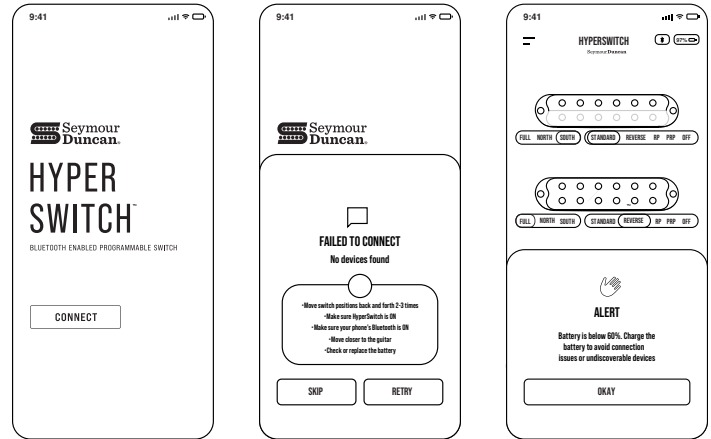 9:41
Seymour
Duncan®
HYPER
SWITCH™
BLUETOOTH ENABLED PROGRAMMABLE SWITCH
CONNECT
9:41
Seymour
Duncan®
FAILED TO CONNECT
No devices found
•Move switch positions back and forth 2-3 times
•Make sure HyperSwitch is ON
•Make sure your phone's Bluetooth is ON
•Move closer to the guitar
•Check or replace the battery
SKIP RETRY
9:41
HYPERSWITCH 97%
Seymour Duncan
FULL NORTH SOUTH STANDARD REVERSE RP PRP OFF
FULL NORTH SOUTH STANDARD REVERSE RP PRP OFF
ALERT
Battery is below 60%. Charge the
battery to avoid connection
issues or undiscoverable devices
OKAY